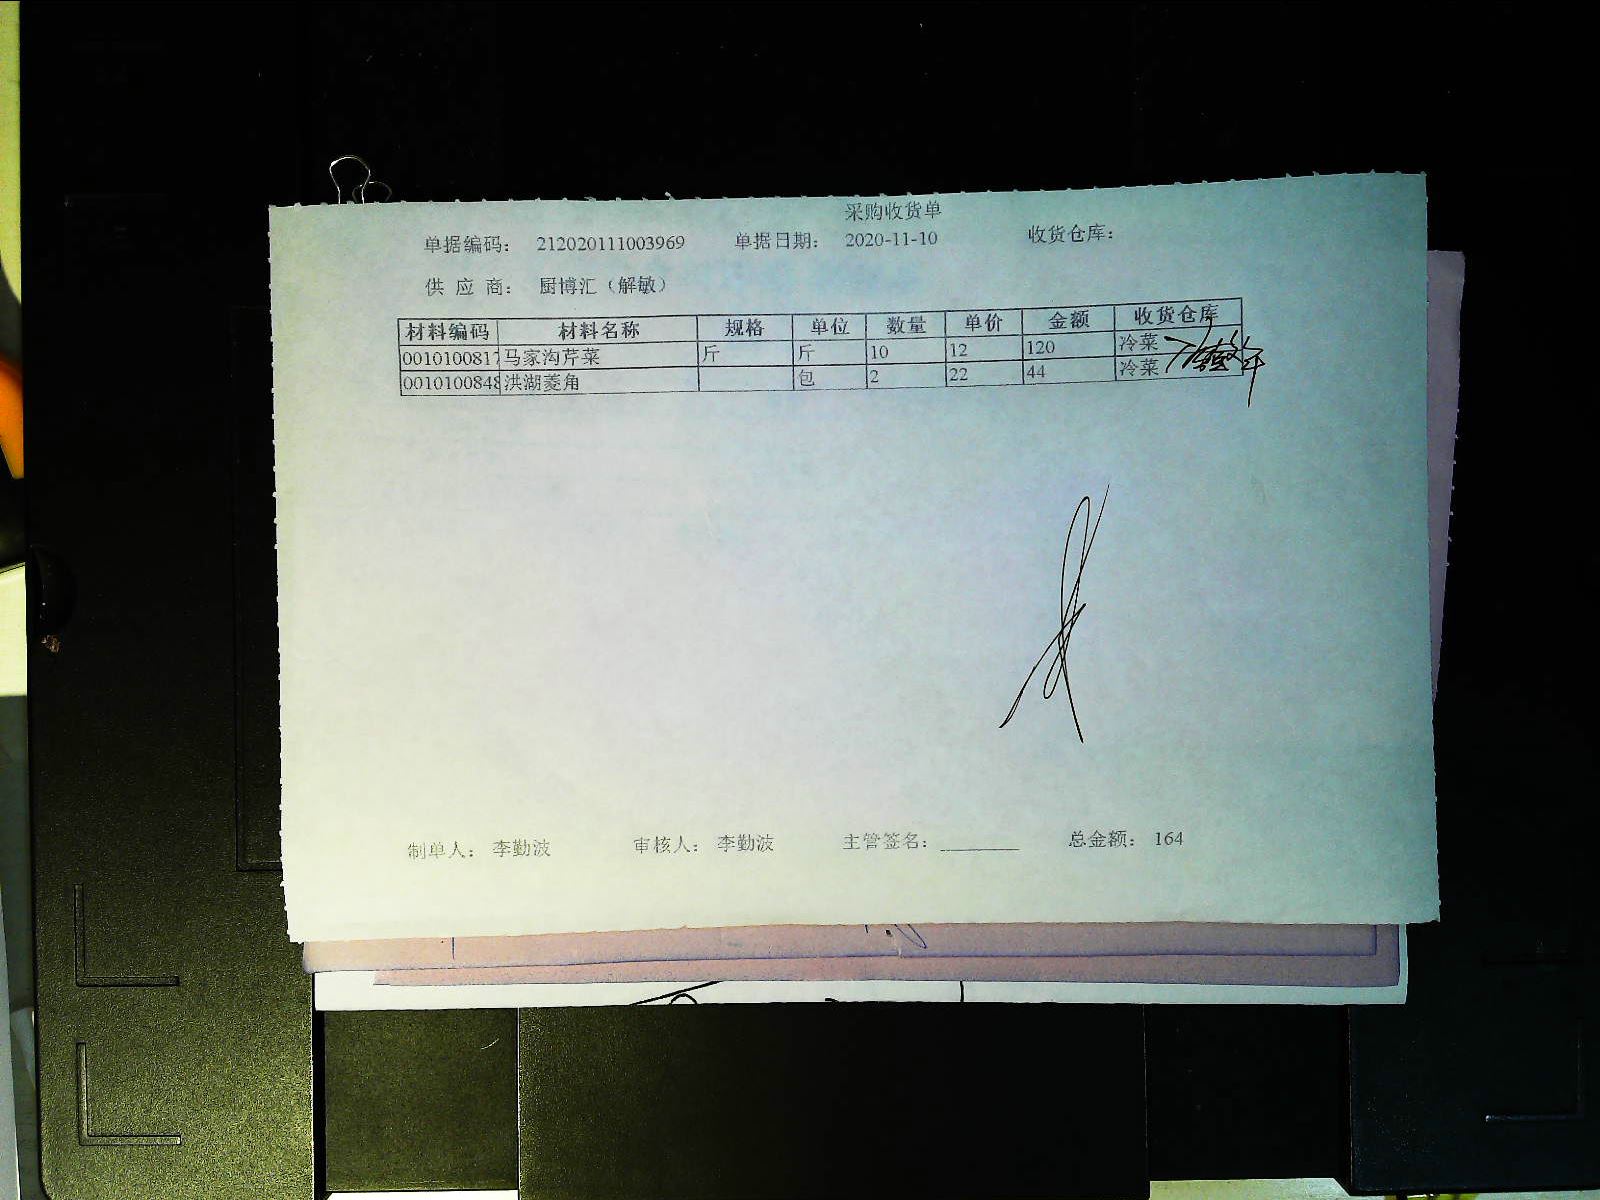 采购收货单
单据编码： 212020111003969 单据日期： 2020-11-10 收货仓库：
供 应 商： 厨博汇（解敏）
材料编码 材料名称 规格 单位 数量 单价 金额 收货仓库
0010100817 马家沟芹菜 斤 斤 10 12 120 冷菜
0010100848 洪湖菱角 包 2 22 44 冷菜
制单人： 李勤波 审核人： 李勤波 主管签名： 总金额： 164